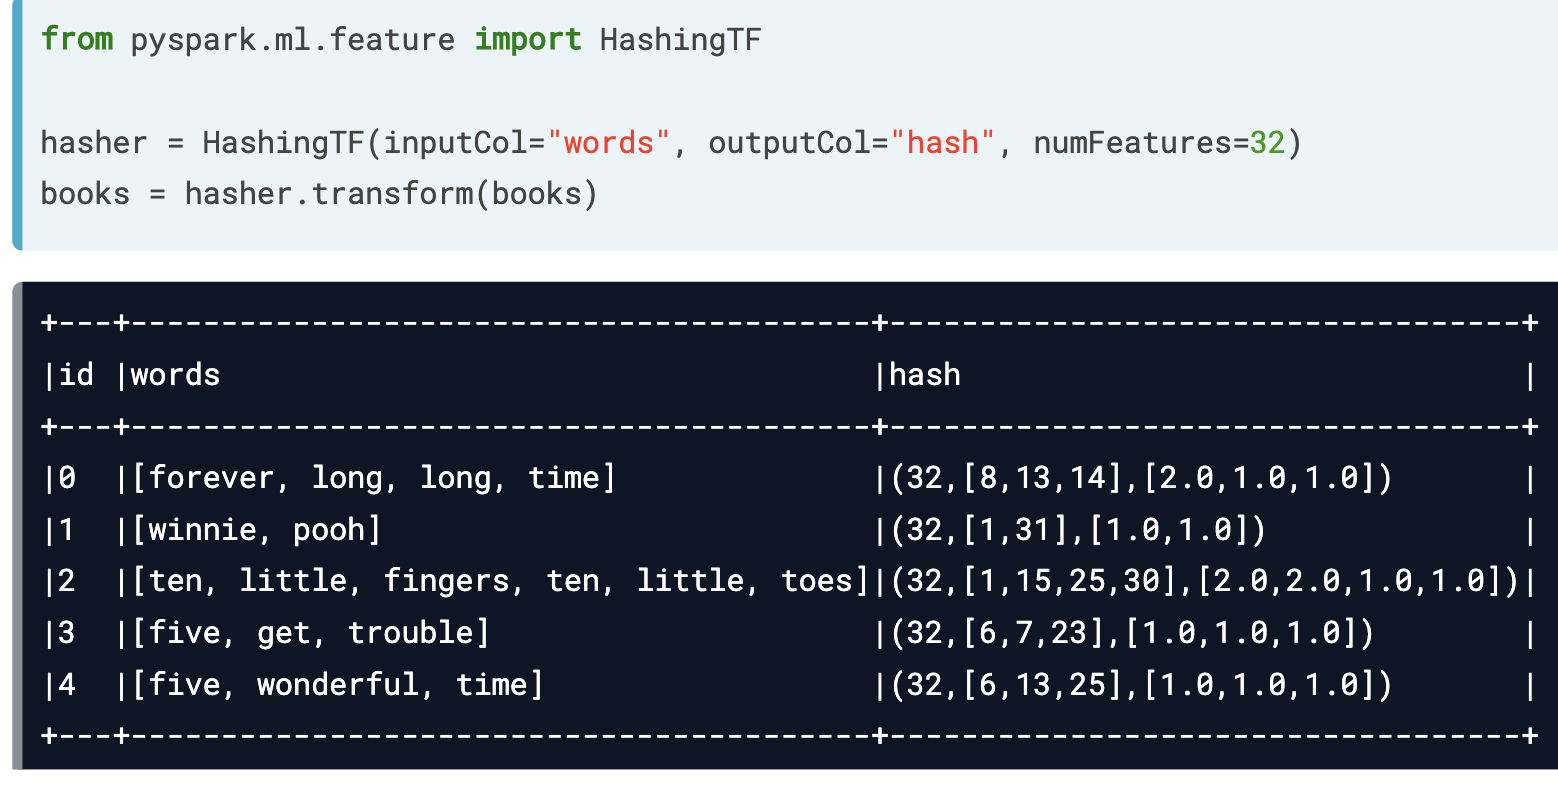 from pyspark.ml.feature import HashingTF
hasher = HashingTF(inputCol="words", outputCol="hash", numFeatures=32)
books = hasher.transform(books)
+---+-----------------------------------------+-----------------------------------+
|id |words                                    |hash                               |
+---+-----------------------------------------+-----------------------------------+
|0  |[forever, long, long, time]              |(32,[8,13,14],[2.0,1.0,1.0])       |
|1  |[winnie, pooh]                           |(32,[1,31],[1.0,1.0])              |
|2  |[ten, little, fingers, ten, little, toes]|(32,[1,15,25,30],[2.0,2.0,1.0,1.0])|
|3  |[five, get, trouble]                     |(32,[6,7,23],[1.0,1.0,1.0])        |
|4  |[five, wonderful, time]                  |(32,[6,13,25],[1.0,1.0,1.0])       |
+---+-----------------------------------------+-----------------------------------+